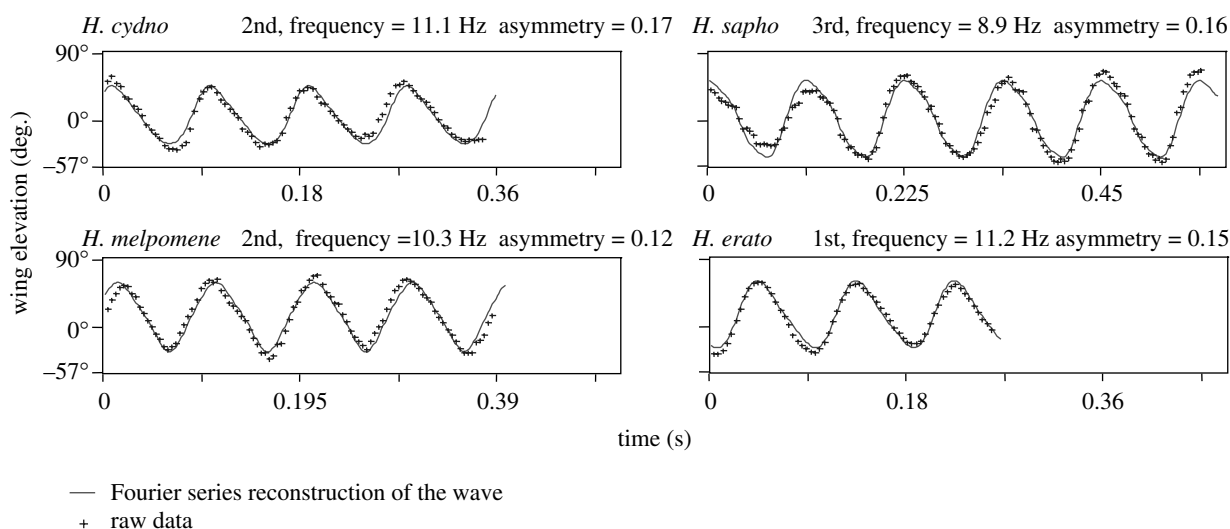 H. cydno 2nd, frequency = 11.1 Hz asymmetry = 0.17
H. sapho 3rd, frequency = 8.9 Hz asymmetry = 0.16
90°
0°
–57°
0 0.18 0.36
0 0.225 0.45
wing elevation (deg.)
H. melpomene 2nd, frequency =10.3 Hz asymmetry = 0.12
H. erato 1st, frequency = 11.2 Hz asymmetry = 0.15
90°
0°
–57°
0 0.195 0.39
0 0.18 0.36
time (s)
Fourier series reconstruction of the wave
raw data